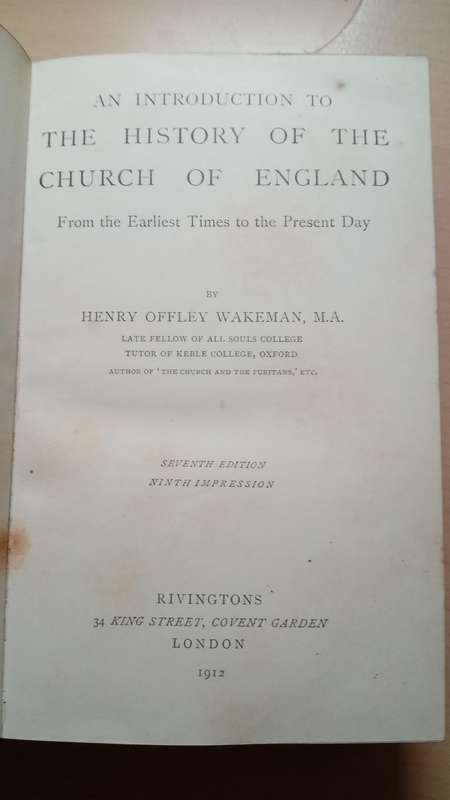 AN INTRODUCTION TO
THE HISTORY OF THE
CHURCH OF ENGLAND
From the Earliest Times to the Present Day
BY
HENRY OFFLEY WAKEMAN, M.A.
LATE FELLOW OF ALL SOULS COLLEGE
TUTOR OF KEBLE COLLEGE, OXFORD
AUTHOR OF 'THE CHURCH AND THE PURITANS,' ETC.
SEVENTH EDITION
NINTH IMPRESSION
RIVINGTONS
34 KING STREET, COVENT GARDEN
LONDON
1912